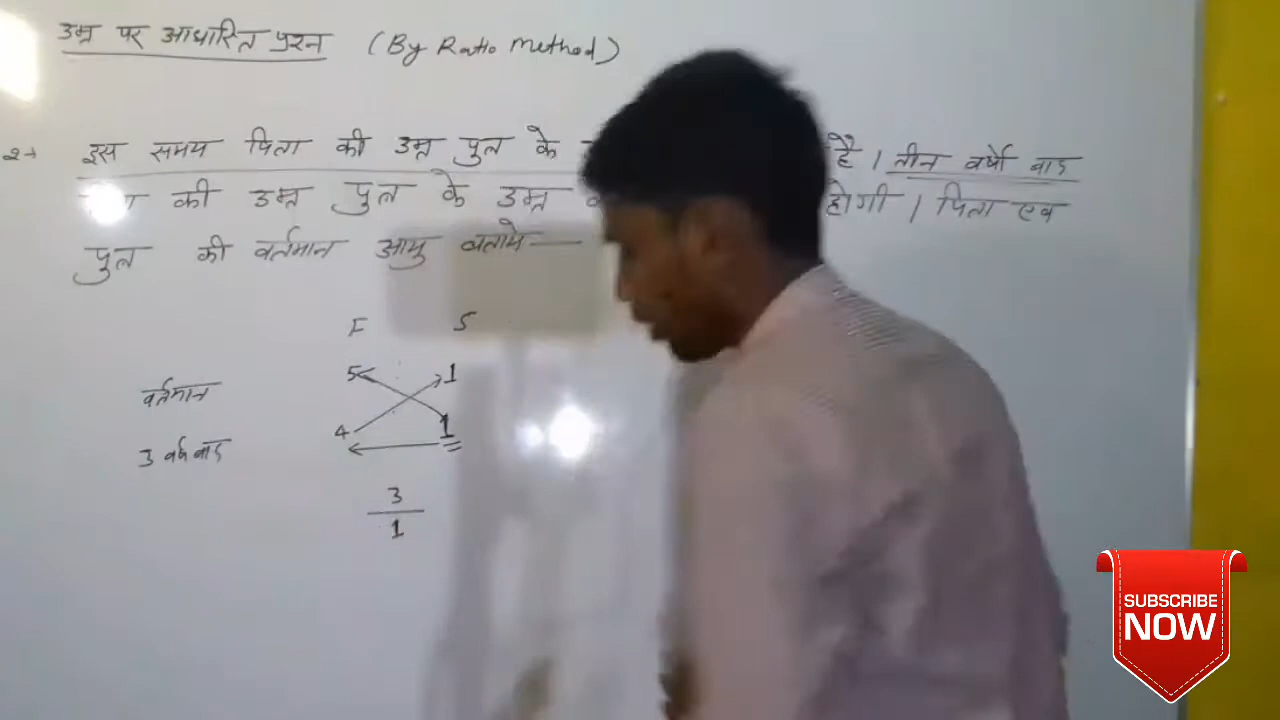 उम्र पर आधारित प्रश्न (By Ratio Method)
2→ इस समय पिता की उम्र पुत्र के है । तीन वर्षो बाद
की उम्र पुत्र के उम्र होगी । पिता एव
पुत्र की वर्तमान आयु बताये —
F S
वर्तमान 5 1
3 वर्ष बाद 4 1
3
1
SUBSCRIBE
NOW